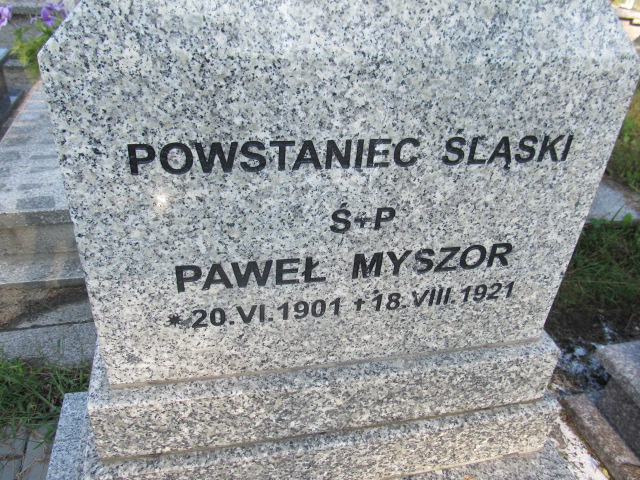 POWSTANIEC ŚLĄSKI
Ś+P
PAWEŁ MYSZOR
*20.VI.1901 +18.VIII.1921